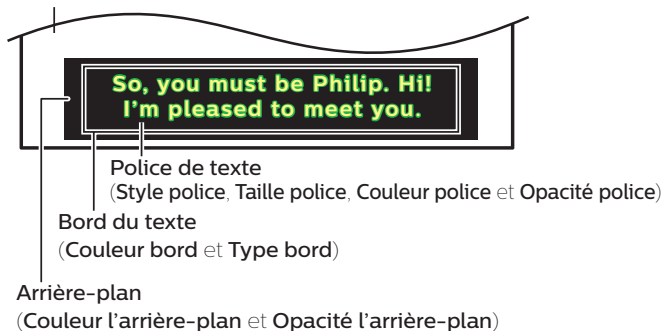 So, you must be Philip. Hi!
I’m pleased to meet you.
Police de texte
(Style police, Taille police, Couleur police et Opacité police)
Bord du texte
(Couleur bord et Type bord)
Arrière-plan
(Couleur l’arrière-plan et Opacité l’arrière-plan)